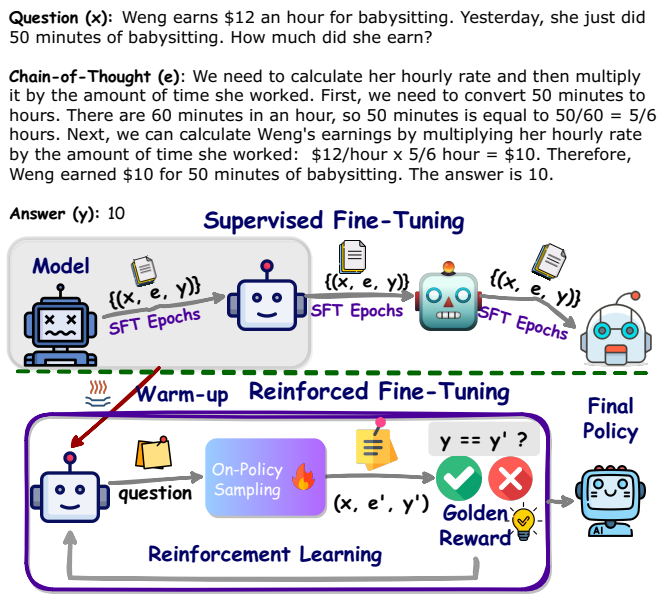 Question (x): Weng earns $12 an hour for babysitting. Yesterday, she just did
50 minutes of babysitting. How much did she earn?
Chain-of-Thought (e): We need to calculate her hourly rate and then multiply
it by the amount of time she worked. First, we need to convert 50 minutes to
hours. There are 60 minutes in an hour, so 50 minutes is equal to 50/60 = 5/6
hours. Next, we can calculate Weng's earnings by multiplying her hourly rate
by the amount of time she worked: $12/hour x 5/6 hour = $10. Therefore,
Weng earned $10 for 50 minutes of babysitting. The answer is 10.
Answer (y): 10
Supervised Fine-Tuning
Model
{(x, e, y)}
SFT Epochs
{(x, e, y)}
SFT Epochs
{(x, e, y)}
SFT Epochs
Warm-up
Reinforced Fine-Tuning
Final
Policy
question
On-Policy
Sampling
(x, e', y')
y == y' ?
Golden
Reward
Reinforcement Learning
AI